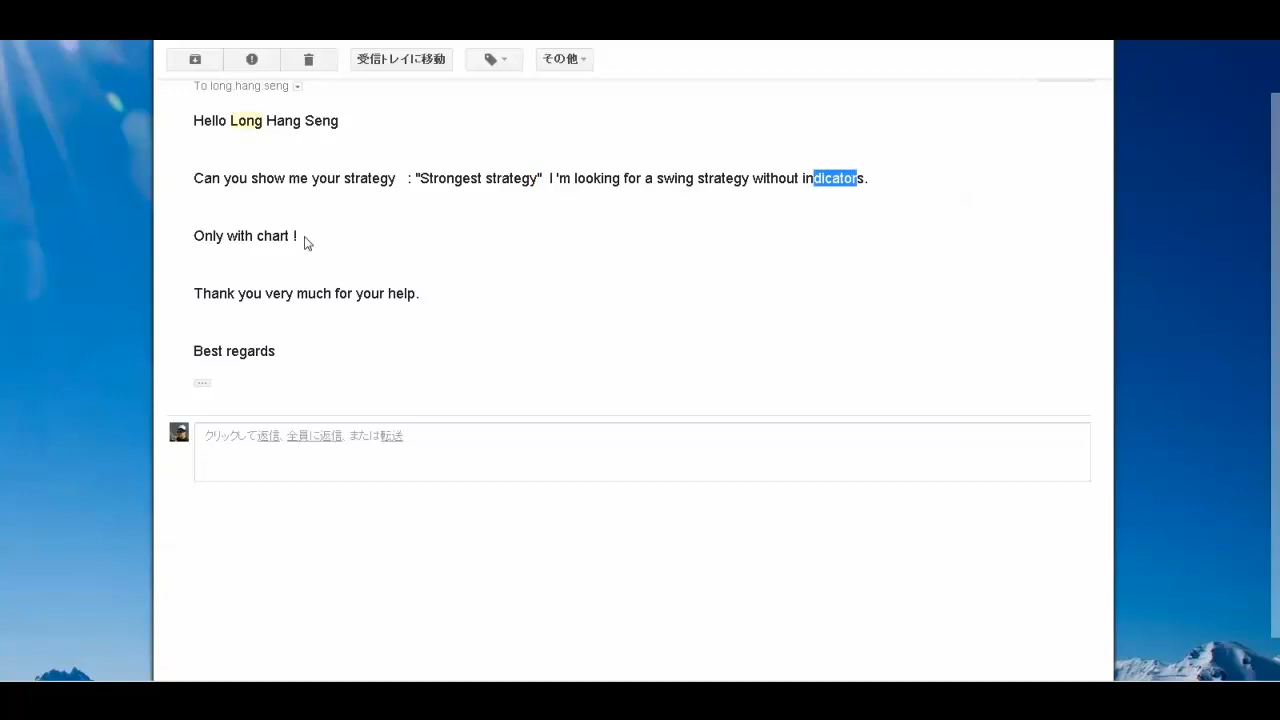 受信トレイに移動
その他
To long.hang.seng
Hello Long Hang Seng
Can you show me your strategy : "Strongest strategy" I 'm looking for a swing strategy without indicators.
Only with chart !
Thank you very much for your help.
Best regards
クリックして返信, 全員に返信, または転送